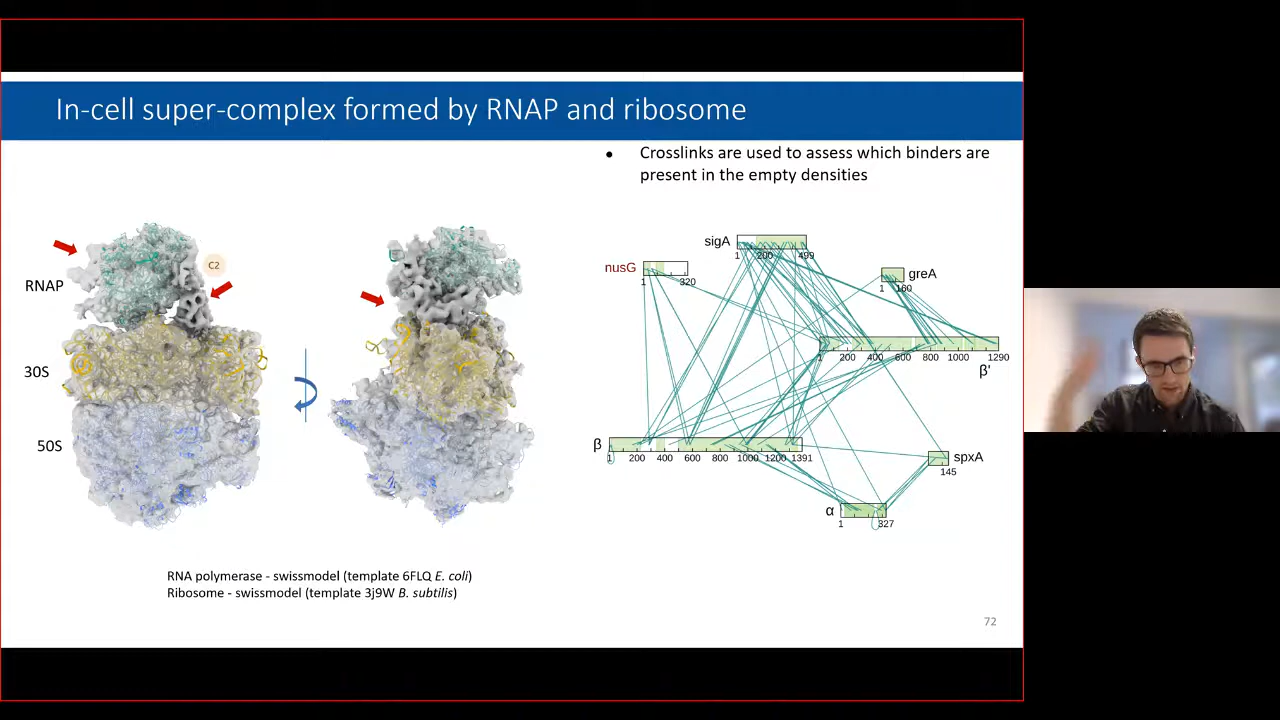 In-cell super-complex formed by RNAP and ribosome
● Crosslinks are used to assess which binders are
present in the empty densities
RNAP
C2
30S
50S
sigA
1 200 499
nusG
1 320
greA
1 160
1 200 400 600 800 1000 1290
β'
β
1 200 400 600 800 1000 1200 1391
spxA
145
α
1 327
RNA polymerase - swissmodel (template 6FLQ E. coli)
Ribosome - swissmodel (template 3j9W B. subtilis)
72